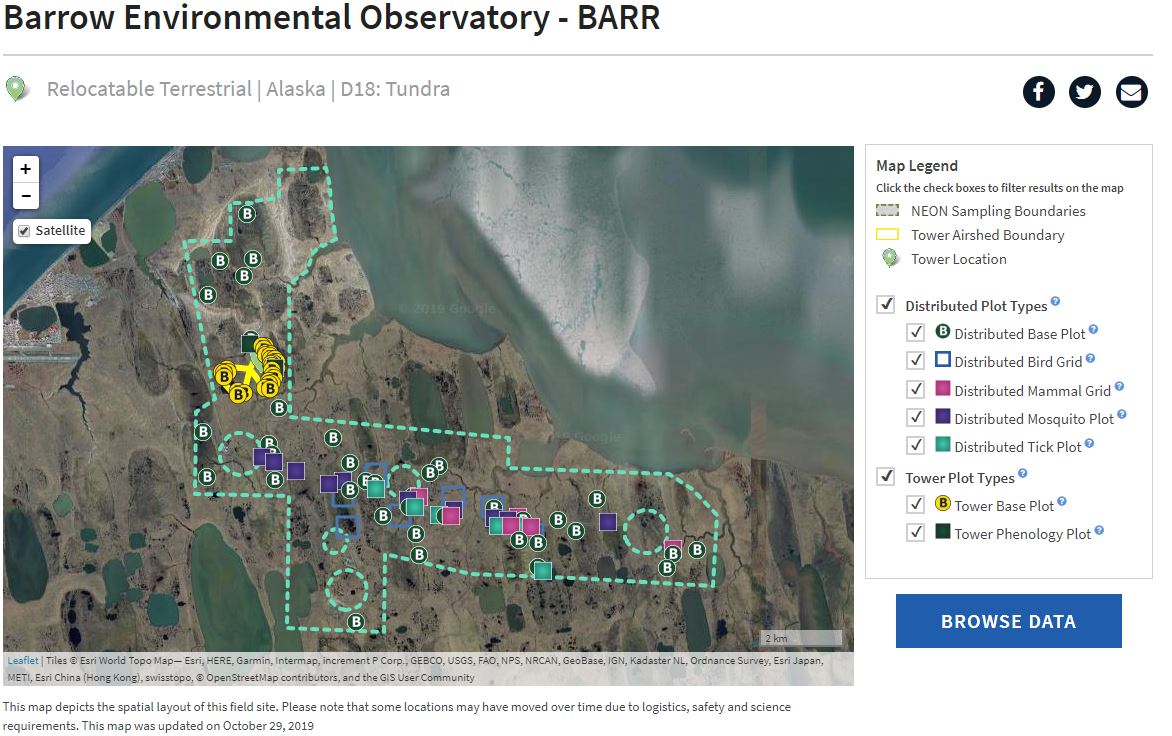 Barrow Environmental Observatory - BARR
Relocatable Terrestrial | Alaska | D18: Tundra
+
−
Satellite
© 2019 Google
2 km
Leaflet | Tiles © Esri World Topo Map— Esri, HERE, Garmin, Intermap, increment P Corp., GEBCO, USGS, FAO, NPS, NRCAN, GeoBase, IGN, Kadaster NL, Ordnance Survey, Esri Japan,
METI, Esri China (Hong Kong), swisstopo, © OpenStreetMap contributors, and the GIS User Community
This map depicts the spatial layout of this field site. Please note that some locations may have moved over time due to logistics, safety and science
requirements. This map was updated on October 29, 2019
Map Legend
Click the check boxes to filter results on the map
NEON Sampling Boundaries
Tower Airshed Boundary
Tower Location
Distributed Plot Types ?
B Distributed Base Plot ?
Distributed Bird Grid ?
Distributed Mammal Grid ?
Distributed Mosquito Plot ?
Distributed Tick Plot ?
Tower Plot Types ?
B Tower Base Plot ?
Tower Phenology Plot ?
BROWSE DATA